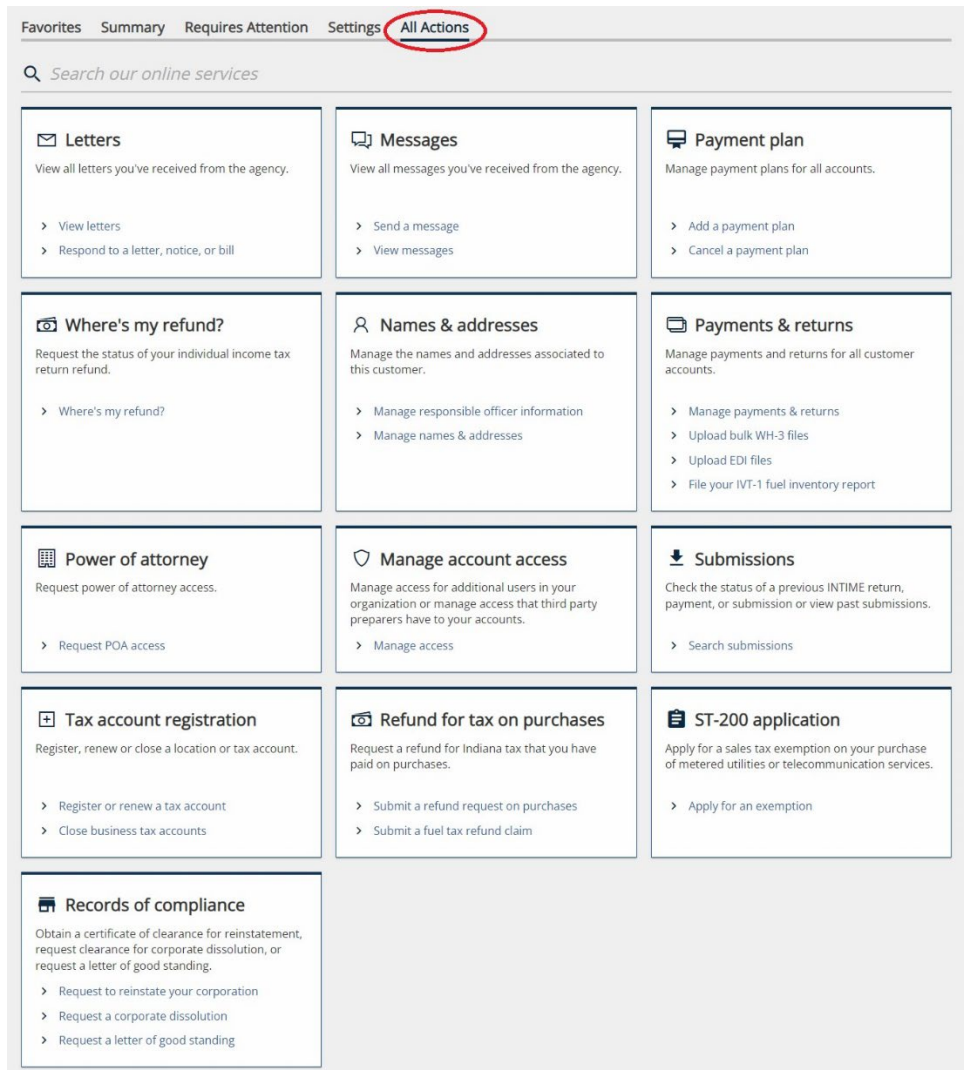 Favorites Summary Requires Attention Settings All Actions
Search our online services
Letters
View all letters you've received from the agency.
View letters
Respond to a letter, notice, or bill
Messages
View all messages you've received from the agency.
Send a message
View messages
Payment plan
Manage payment plans for all accounts.
Add a payment plan
Cancel a payment plan
Where's my refund?
Request the status of your individual income tax
return refund.
Where's my refund?
Names & addresses
Manage the names and addresses associated to
this customer.
Manage responsible officer information
Manage names & addresses
Payments & returns
Manage payments and returns for all customer
accounts.
Manage payments & returns
Upload bulk WH-3 files
Upload EDI files
File your IVT-1 fuel inventory report
Power of attorney
Request power of attorney access.
Request POA access
Manage account access
Manage access for additional users in your
organization or manage access that third party
preparers have to your accounts.
Manage access
Submissions
Check the status of a previous INTIME return,
payment, or submission or view past submissions.
Search submissions
Tax account registration
Register, renew or close a location or tax account.
Register or renew a tax account
Close business tax accounts
Refund for tax on purchases
Request a refund for Indiana tax that you have
paid on purchases.
Submit a refund request on purchases
Submit a fuel tax refund claim
ST-200 application
Apply for a sales tax exemption on your purchase
of metered utilities or telecommunication services.
Apply for an exemption
Records of compliance
Obtain a certificate of clearance for reinstatement,
request clearance for corporate dissolution, or
request a letter of good standing.
Request to reinstate your corporation
Request a corporate dissolution
Request a letter of good standing